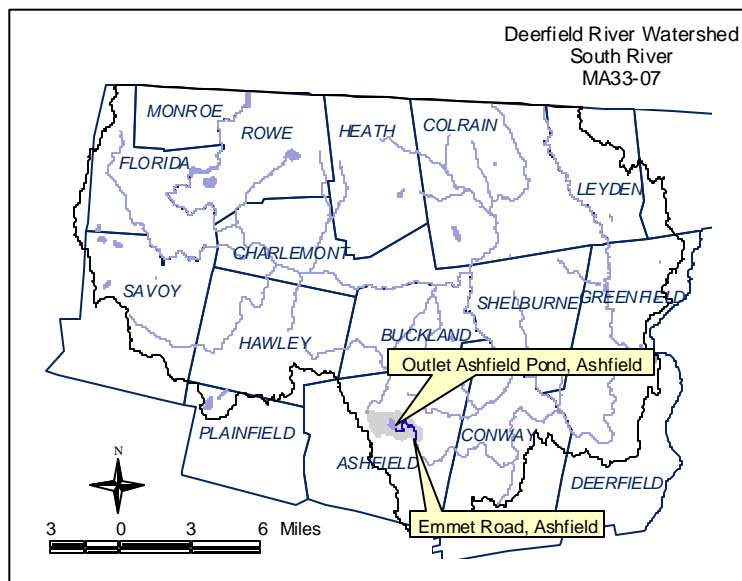 Deerfield River Watershed
South River
MA33-07
MONROE
ROWE
HEATH
COLRAIN
FLORIDA
LEYDEN
CHARLEMONT
SAVOY
SHELBURNE
GREENFIELD
HAWLEY
BUCKLAND
Outlet Ashfield Pond, Ashfield
PLAINFIELD
CONWAY
ASHFIELD
DEERFIELD
N
Emmet Road, Ashfield
3 0 3 6 Miles